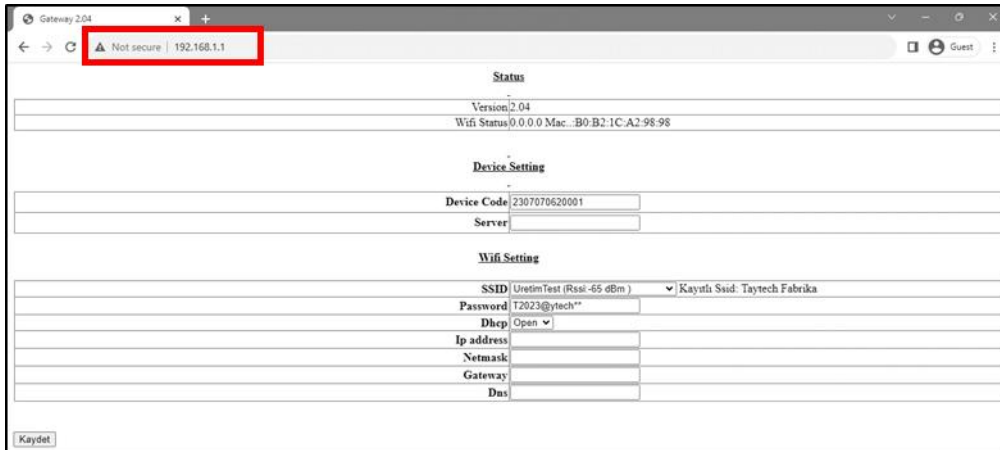 Gateway 2.04
Not secure | 192.168.1.1
Guest
Status
Version 2.04
Wifi Status 0.0.0.0 Mac..:B0:B2:1C:A2:98:98
Device Setting
Device Code 2307070620001
Server
Wifi Setting
SSID UretimTest (Rssi:-65 dBm ) Kayıtlı Ssid: Taytech Fabrika
Password T2023@ytech**
Dhcp Open
Ip address
Netmask
Gateway
Dns
Kaydet